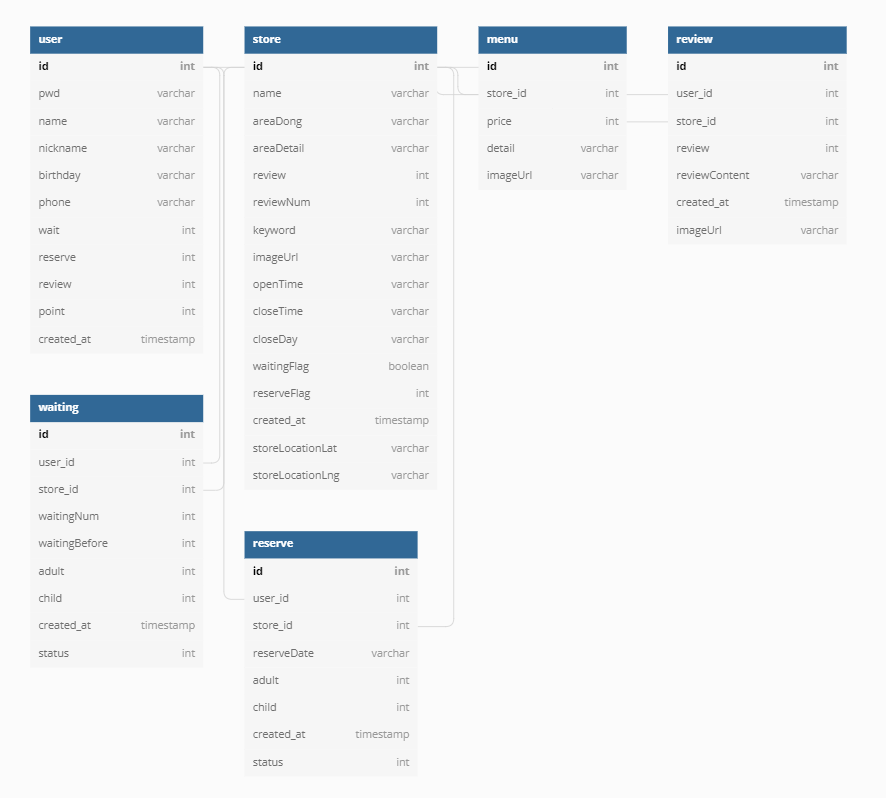 user
id int
pwd varchar
name varchar
nickname varchar
birthday varchar
phone varchar
wait int
reserve int
review int
point int
created_at timestamp
store
id int
name varchar
areaDong varchar
areaDetail varchar
review int
reviewNum int
keyword varchar
imageUrl varchar
openTime varchar
closeTime varchar
closeDay varchar
waitingFlag boolean
reserveFlag int
created_at timestamp
storeLocationLat varchar
storeLocationLng varchar
menu
id int
store_id int
price int
detail varchar
imageUrl varchar
review
id int
user_id int
store_id int
review int
reviewContent varchar
created_at timestamp
imageUrl varchar
waiting
id int
user_id int
store_id int
waitingNum int
waitingBefore int
adult int
child int
created_at timestamp
status int
reserve
id int
user_id int
store_id int
reserveDate varchar
adult int
child int
created_at timestamp
status int